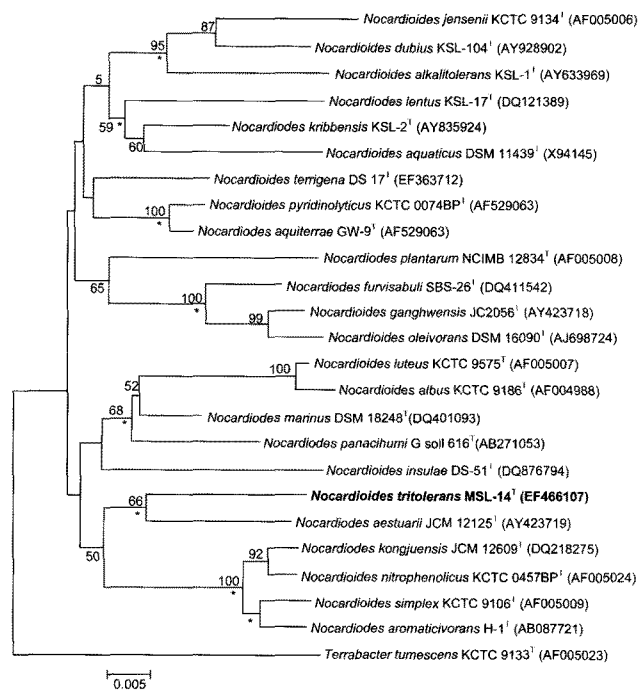 87
Nocardioides jensenii KCTC 9134T (AF005006)
95
*
Nocardiodes dubius KSL-104T (AY928902)
Nocardioides alkalitolerans KSL-1T (AY633969)
5
Nocardioides lentus KSL-17T (DQ121389)
59
*
Nocardiodes kribbensis KSL-2T (AY835924)
60
Nocardioides aquaticus DSM 11439T (X94145)
Nocardioides terrigena DS 17T (EF363712)
100
*
Nocardioides pyridinolyticus KCTC 0074BP† (AF529063)
Nocardiodes aquiterrae GW-9T (AF529063)
Nocardiodes plantarum NCIMB 12834T (AF005008)
65
Nocardioides furvisabuli SBS-26T (DQ411542)
100
*
Nocardioides ganghwensis JC2056T (AY423718)
99
Nocardioides oleivorans DSM 16090T (AJ698724)
Nocardioides luteus KCTC 9575T (AF005007)
100
52
Nocardioides albus KCTC 9186T (AF004988)
68
*
Nocardiodes marinus DSM 18248T(DQ401093)
Nocardiodes panacihumi G soil 616T(AB271053)
Nocardioides insulae DS-51T (DQ876794)
Nocardioides tritolerans MSL-14T (EF466107)
66
*
Nocardiodes aestuarii JCM 12125T (AY423719)
50
Nocardiodes kongjuensis JCM 12609T (DQ218275)
92
100
*
Nocardiodes nitrophenolicus KCTC 0457BPT (AF005024)
Nocardioides simplex KCTC 9106T (AF005009)
*
Nocardiodes aromaticivorans H-1T (AB087721)
Terrabacter tumescens KCTC 9133T (AF005023)
0.005